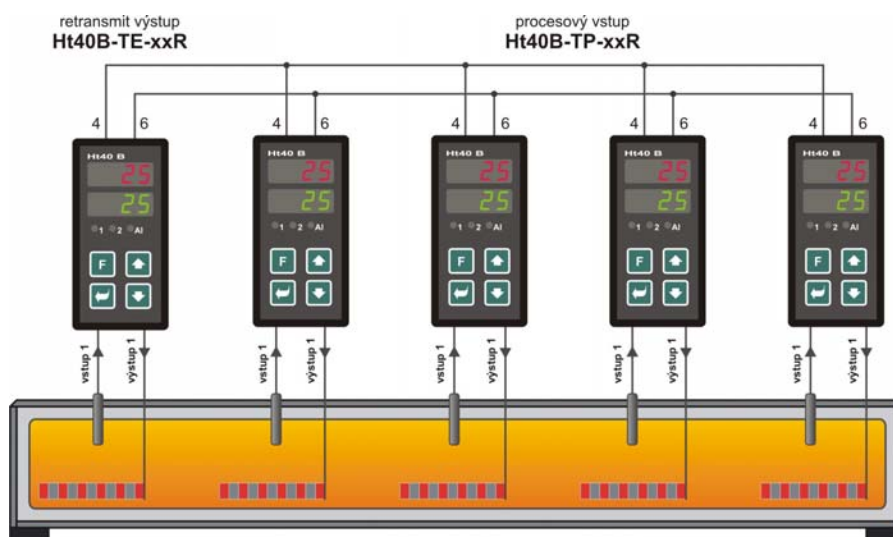 retransmit výstup
Ht40B-TE-xxR
procesový vstup
Ht40B-TP-xxR
4 6 4 6 4 6 4 6 4 6
Ht40 B
25
25
1 2 Al
F
vstup 1
výstup 1
Ht40 B
25
25
1 2 Al
F
vstup 1
výstup 1
Ht40 B
25
25
1 2 Al
F
vstup 1
výstup 1
Ht40 B
25
25
1 2 Al
F
vstup 1
výstup 1
Ht40 B
25
25
1 2 Al
F
vstup 1
výstup 1